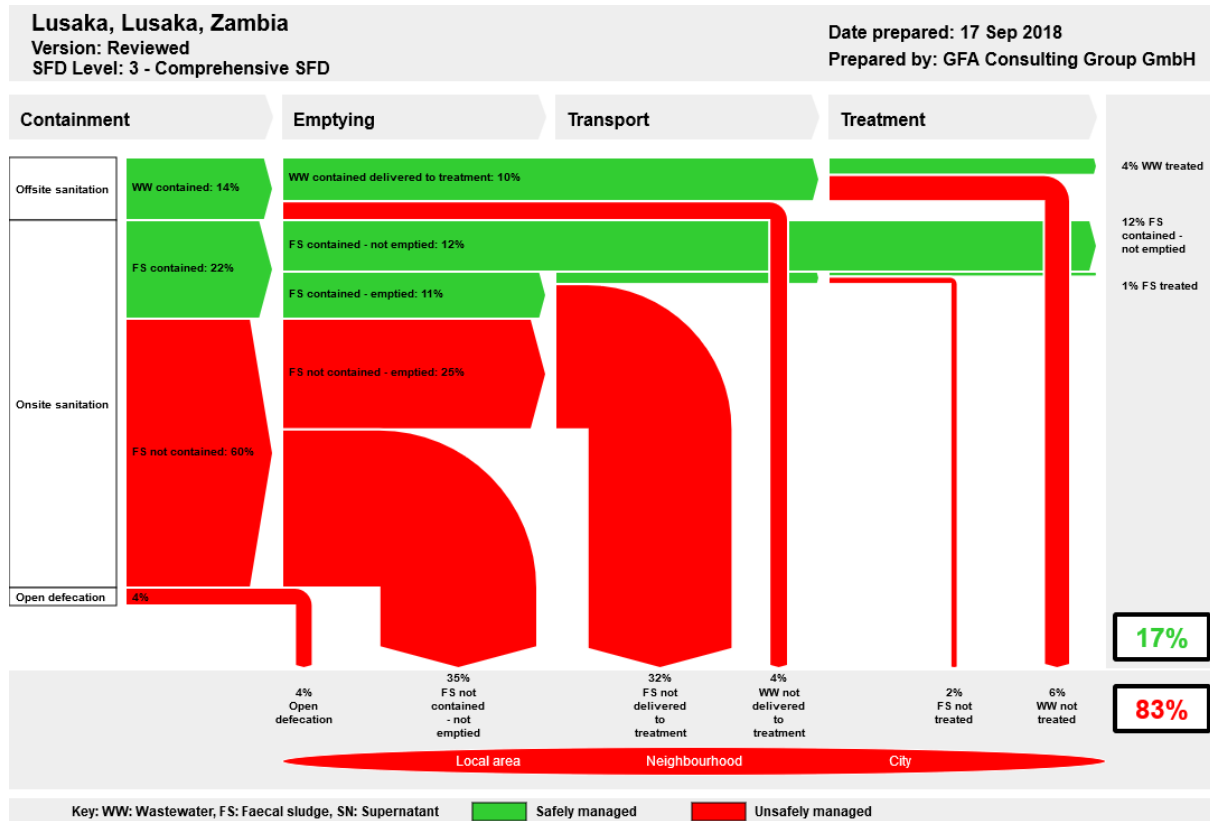 Lusaka, Lusaka, Zambia
Version: Reviewed
SFD Level: 3 - Comprehensive SFD
Date prepared: 17 Sep 2018
Prepared by: GFA Consulting Group GmbH
Containment
Emptying
Transport
Treatment
Offsite sanitation
WW contained: 14%
WW contained delivered to treatment: 10%
4% WW treated
FS contained: 22%
FS contained - not emptied: 12%
12% FS
contained -
not emptied
FS contained - emptied: 11%
1% FS treated
Onsite sanitation
FS not contained: 60%
FS not contained - emptied: 25%
Open defecation
4%
17%
83%
4%
Open
defecation
35%
FS not
contained
- not
emptied
32%
FS not
delivered
to
treatment
4%
WW not
delivered
to
treatment
2%
FS not
treated
6%
WW not
treated
Local area
Neighbourhood
City
Key: WW: Wastewater, FS: Faecal sludge, SN: Supernatant
Safely managed
Unsafely managed